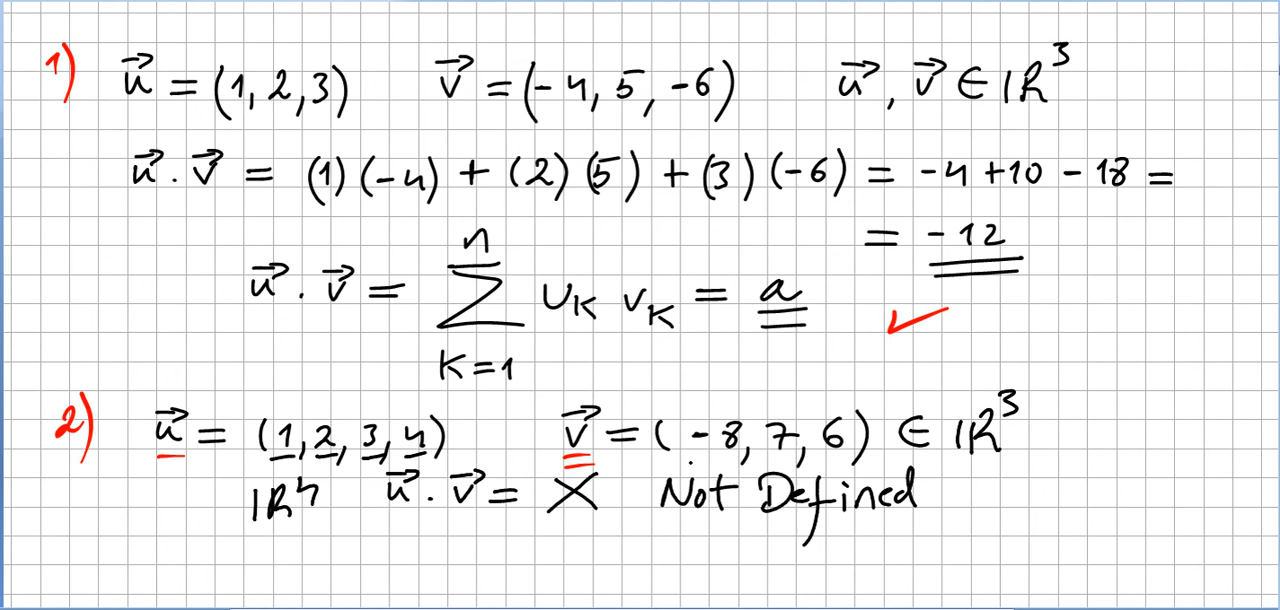 1) u⃗ = (1, 2, 3) v⃗ = (-4, 5, -6) u⃗, v⃗ ∈ ℝ³
u⃗ . v⃗ = (1)(-4) + (2)(5) + (3)(-6) = -4 + 10 - 18 =
= -12
u⃗ . v⃗ = ∑_{K=1}^{n} u_K v_K = a ✓
2) u⃗ = (1, 2, 3, 4) v⃗ = (-8, 7, 6) ∈ ℝ³
ℝ⁴ u⃗ . v⃗ = X Not Defined